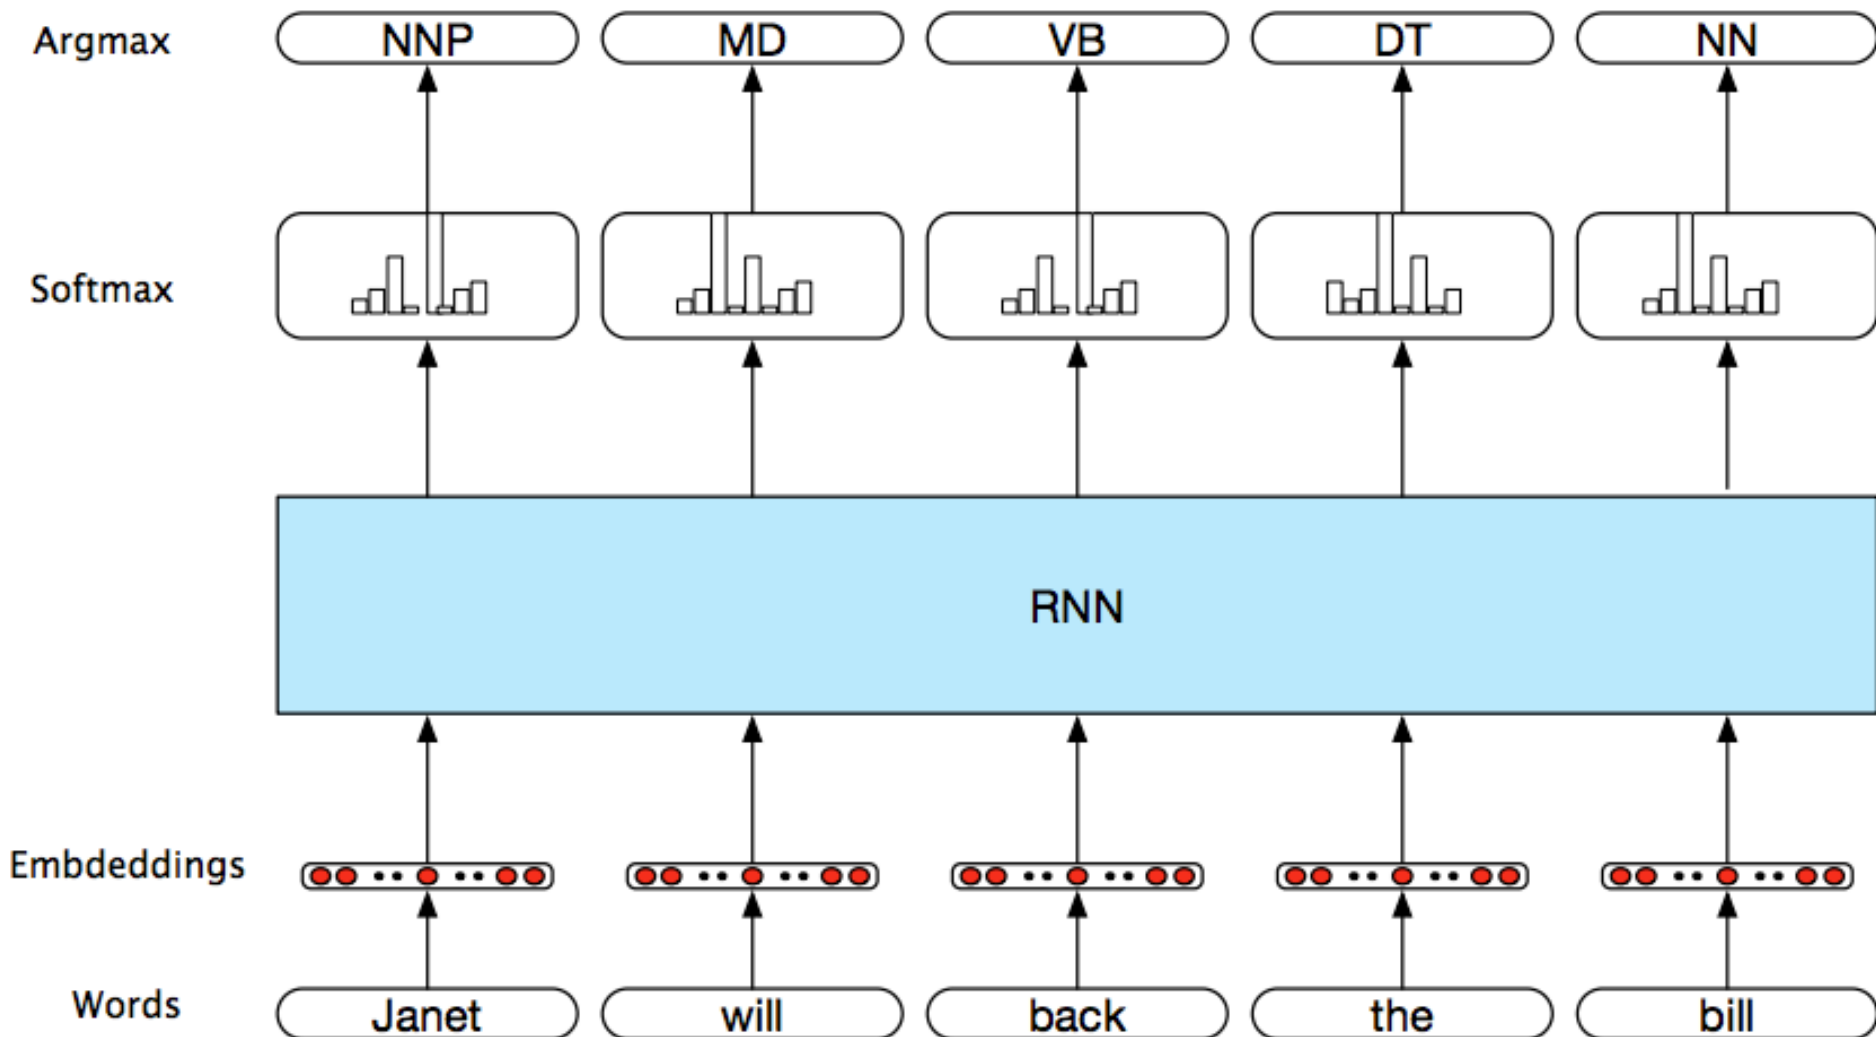 Argmax NNP MD VB DT NN
Softmax
RNN
Embdeddings
Words Janet will back the bill